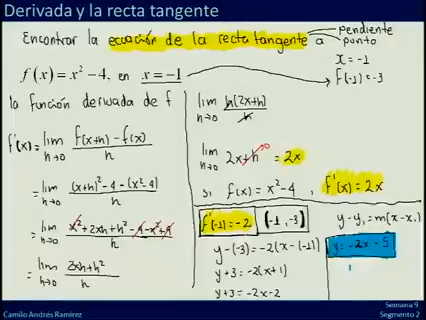 Derivada y la recta tangente
Encontrar la ecuación de la recta tangente a
pendiente
punto
f(x) = x² - 4, en x = -1
x = -1
f(-1) = -3
la función derivada de f
f'(x) = lim h→0 f(x+h) - f(x) / h
= lim h→0 (x+h)² - 4 - (x² - 4) / h
= lim h→0 x² + 2xh + h² - 4 - x² + 4 / h
= lim h→0 2xh + h² / h
lim h→0 h(2x+h) / h
lim h→0 2x + h →0 = 2x
si f(x) = x² - 4, f'(x) = 2x
f'(-1) = -2 (-1, -3)
y - (-3) = -2(x - (-1))
y + 3 = -2(x + 1)
y + 3 = -2x - 2
y - y₁ = m(x - x₁)
y = -2x - 5
Camilo Andrés Ramírez
Semana 9
Segmento 2